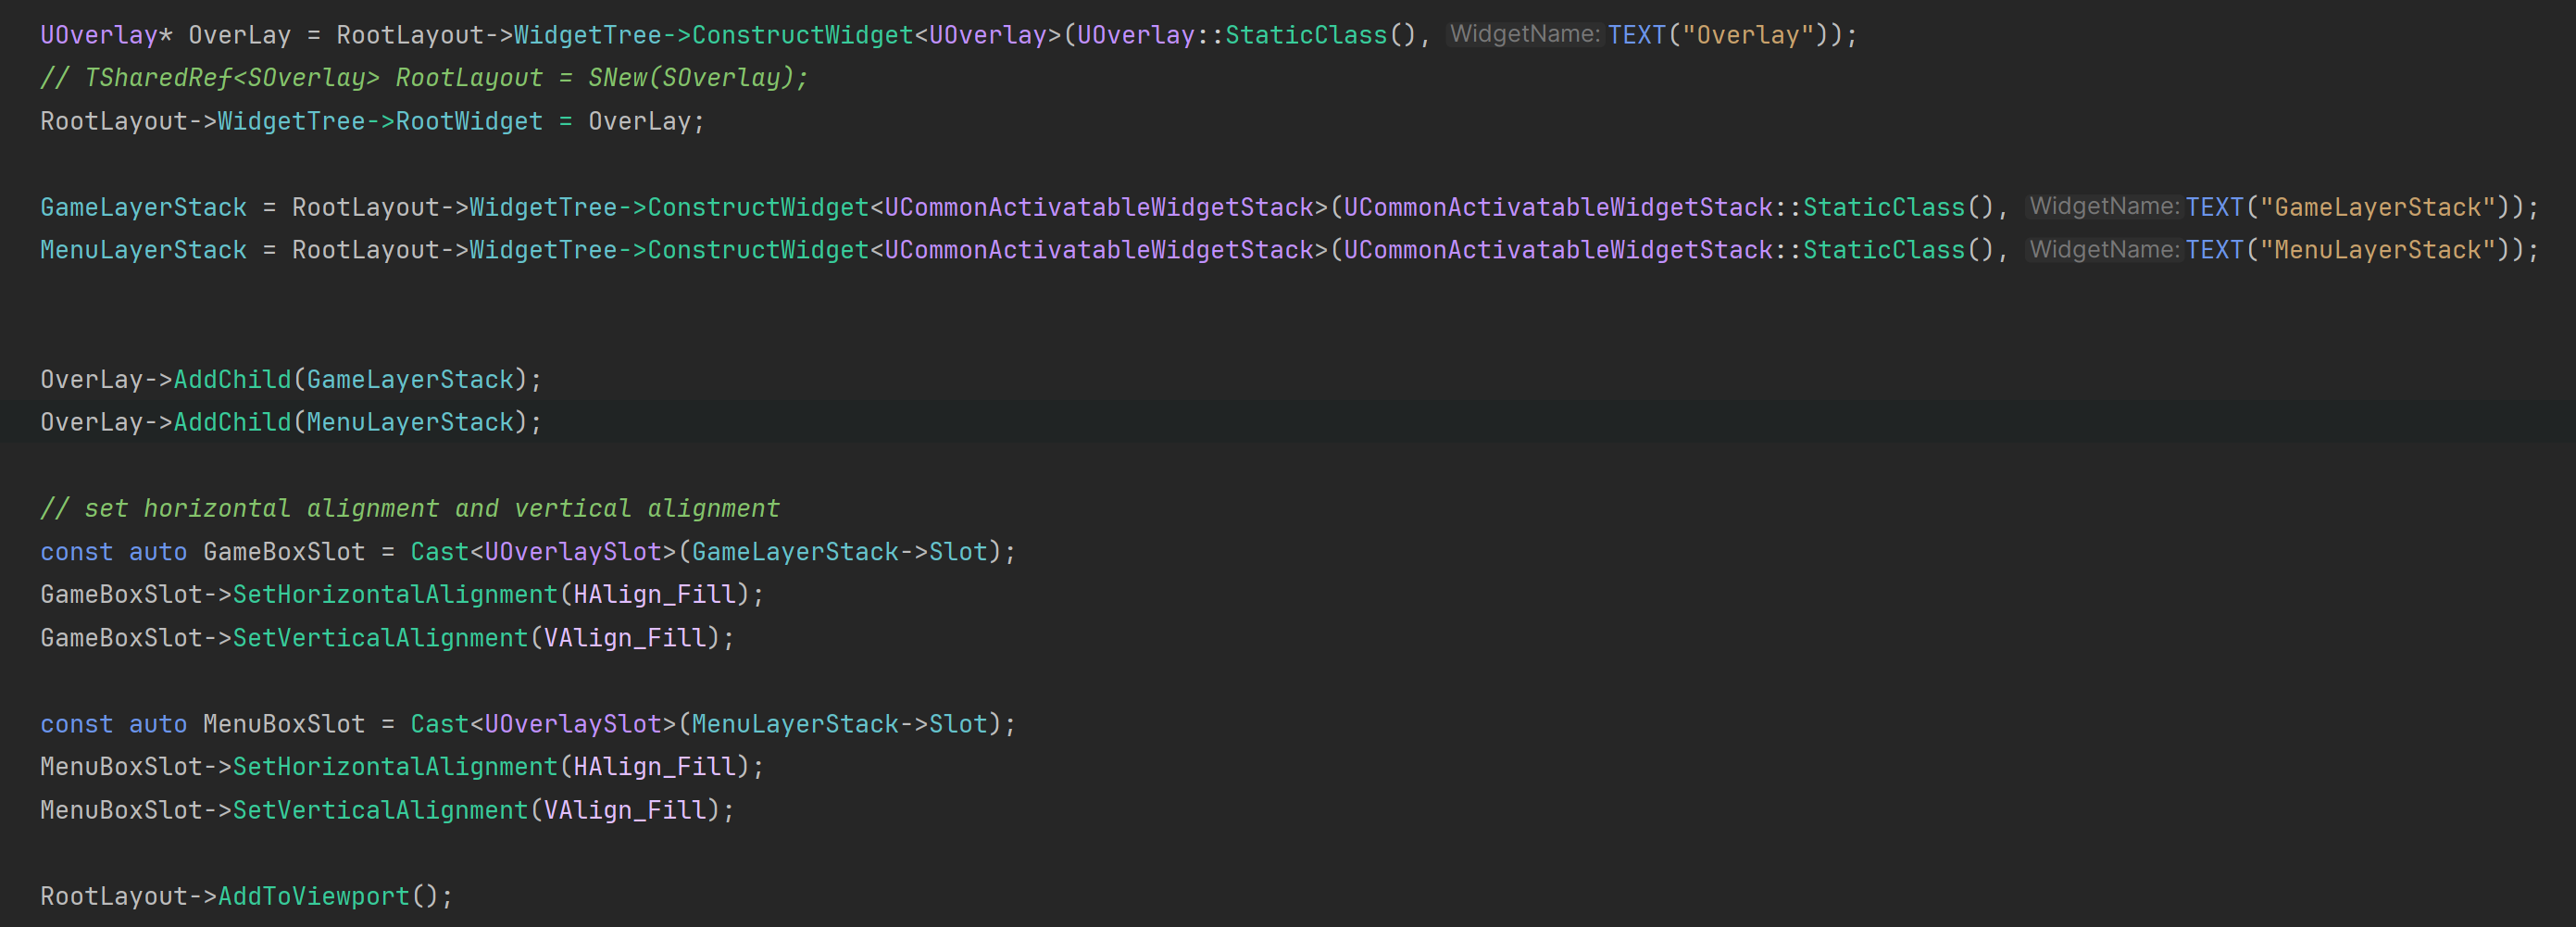 UOverlay* OverLay = RootLayout->WidgetTree->ConstructWidget<UOverlay>(UOverlay::StaticClass(), WidgetName: TEXT("Overlay"));
// TSharedRef<SOverlay> RootLayout = SNew(SOverlay);
RootLayout->WidgetTree->RootWidget = OverLay;
GameLayerStack = RootLayout->WidgetTree->ConstructWidget<UCommonActivatableWidgetStack>(UCommonActivatableWidgetStack::StaticClass(), WidgetName: TEXT("GameLayerStack"));
MenuLayerStack = RootLayout->WidgetTree->ConstructWidget<UCommonActivatableWidgetStack>(UCommonActivatableWidgetStack::StaticClass(), WidgetName: TEXT("MenuLayerStack"));
OverLay->AddChild(GameLayerStack);
OverLay->AddChild(MenuLayerStack);
// set horizontal alignment and vertical alignment
const auto GameBoxSlot = Cast<UOverlaySlot>(GameLayerStack->Slot);
GameBoxSlot->SetHorizontalAlignment(HAlign_Fill);
GameBoxSlot->SetVerticalAlignment(VAlign_Fill);
const auto MenuBoxSlot = Cast<UOverlaySlot>(MenuLayerStack->Slot);
MenuBoxSlot->SetHorizontalAlignment(HAlign_Fill);
MenuBoxSlot->SetVerticalAlignment(VAlign_Fill);
RootLayout->AddToViewport();